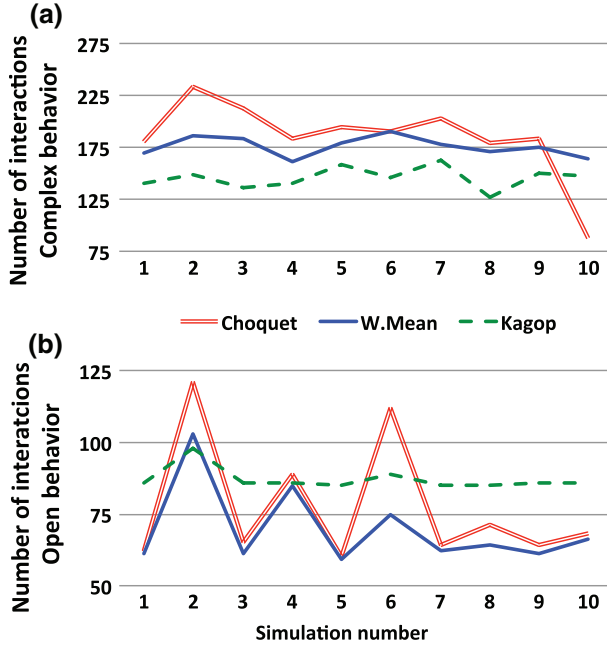 (a)
Number of interactions
Complex behavior
275
225
175
125
75
1 2 3 4 5 6 7 8 9 10
Choquet W.Mean Kagop
(b)
Number of interatcions
Open behavior
125
100
75
50
1 2 3 4 5 6 7 8 9 10
Simulation number